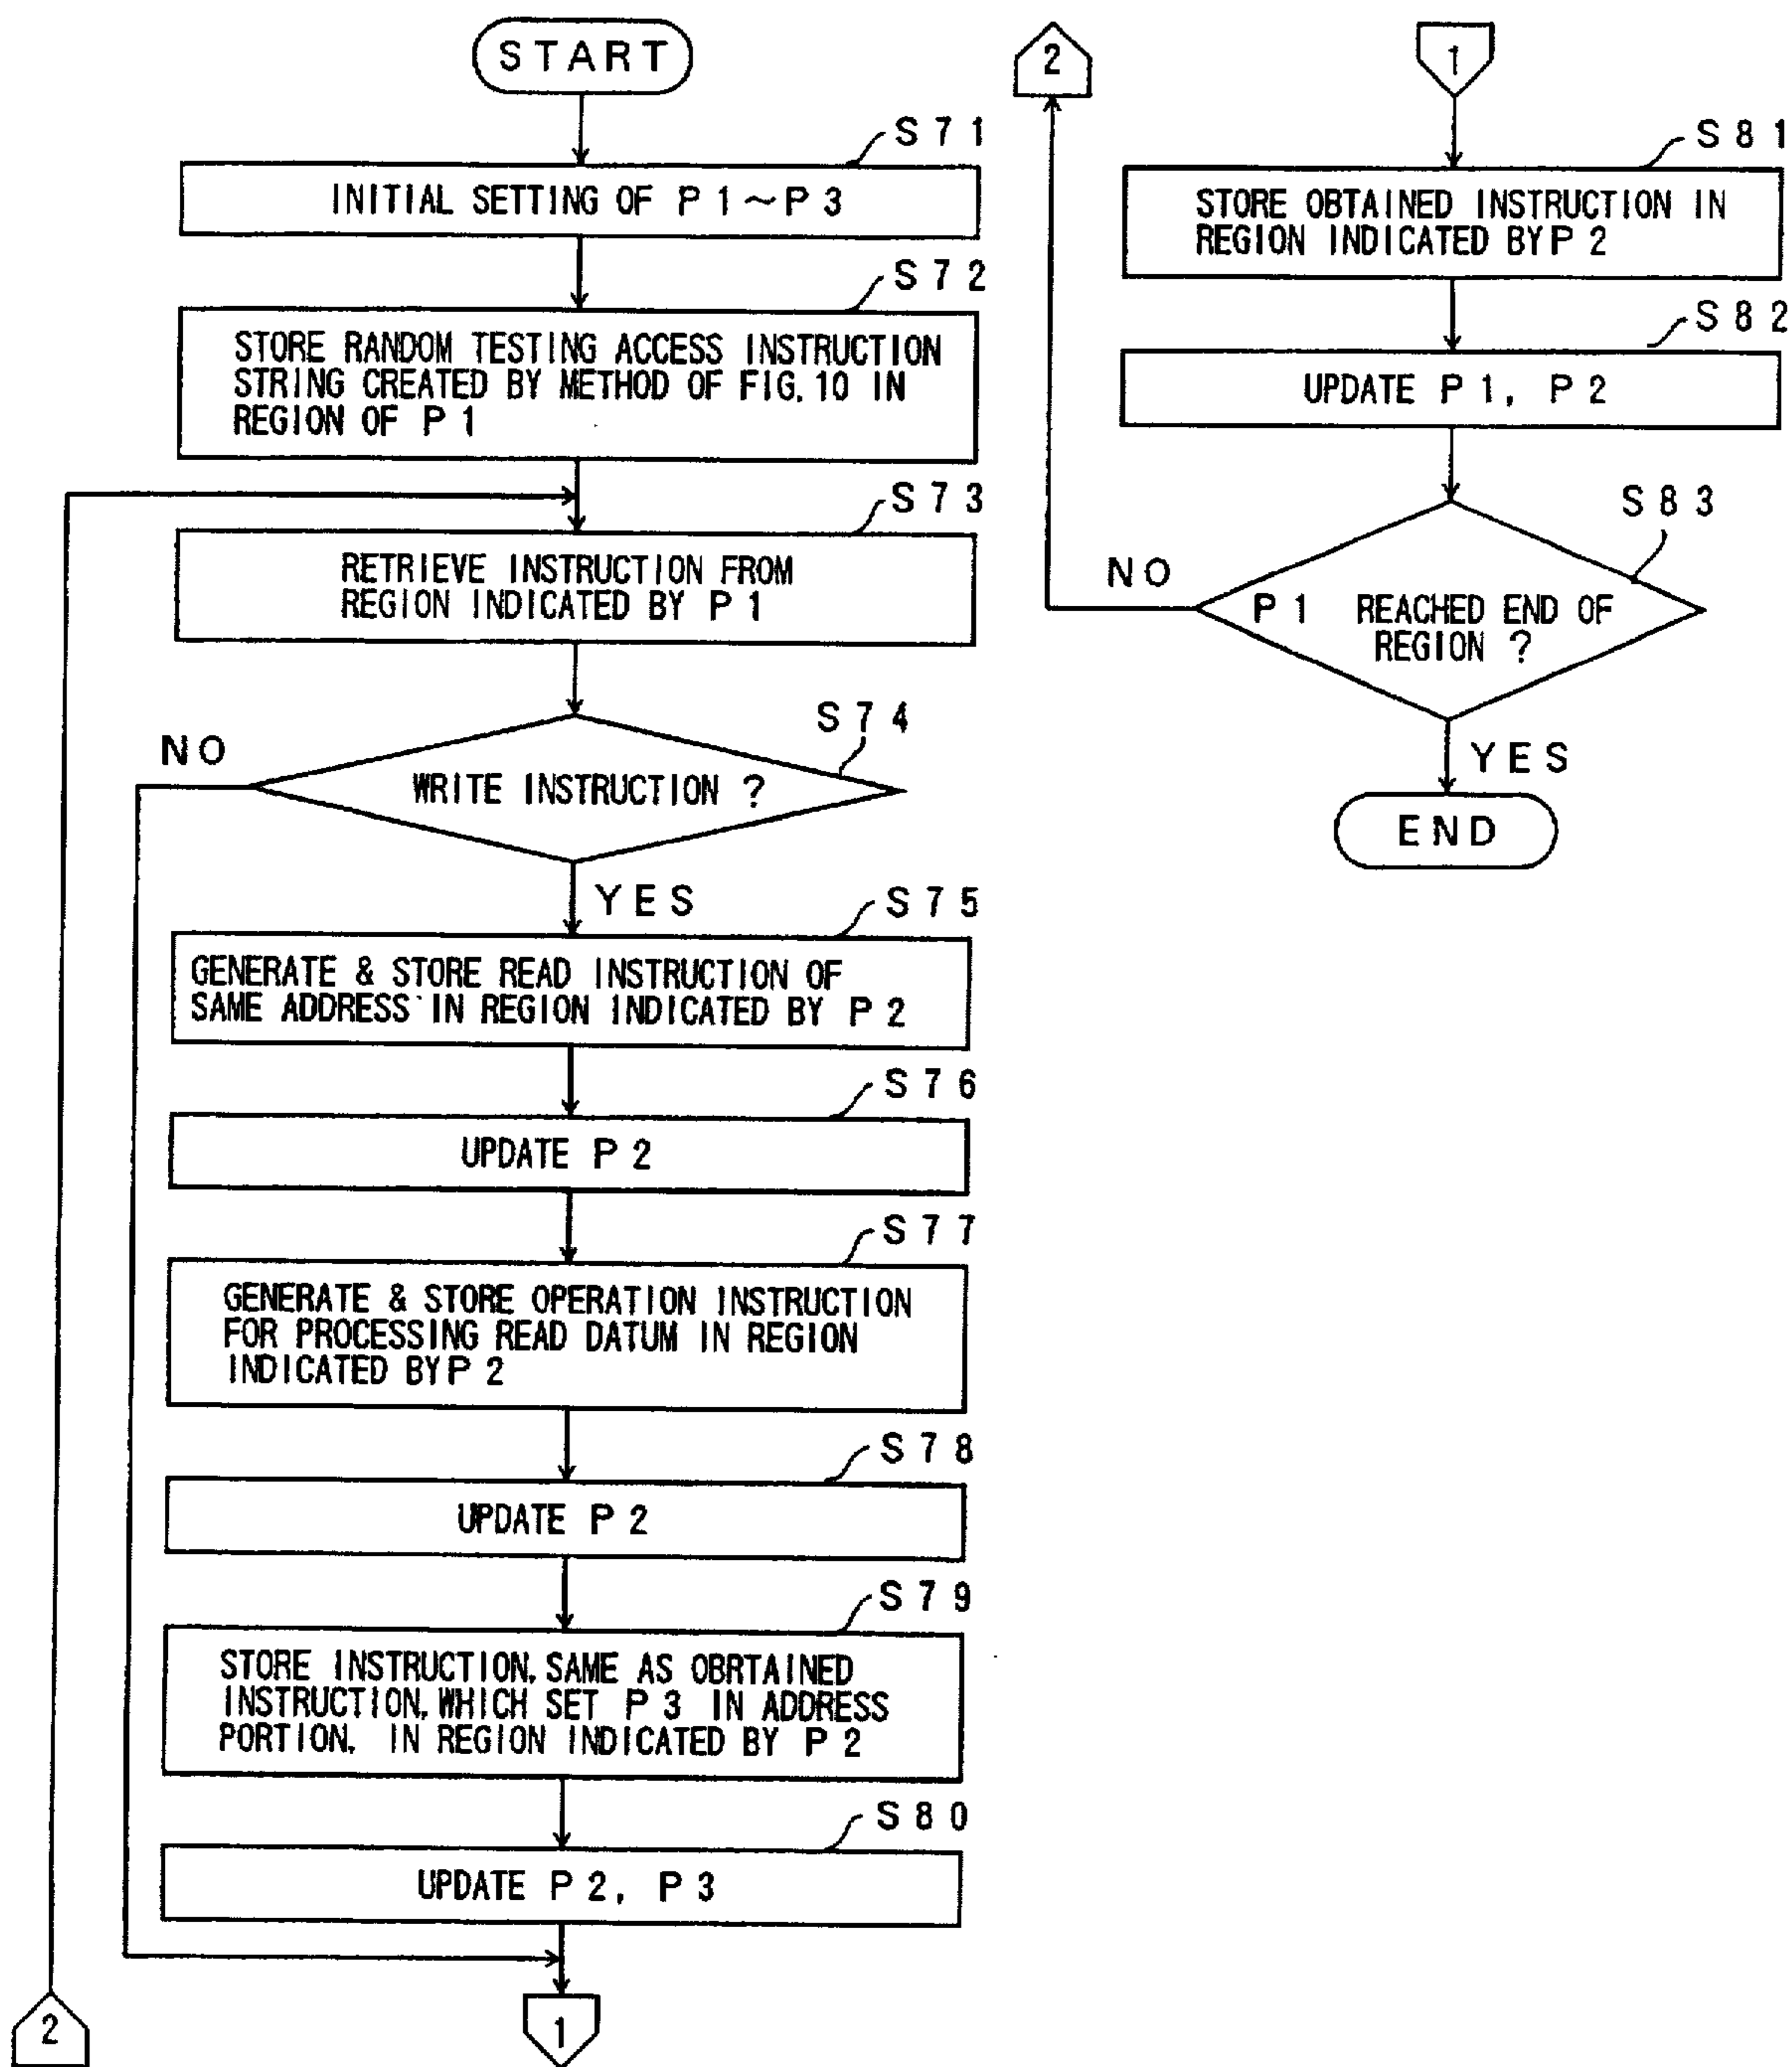 START
S71
INITIAL SETTING OF P1~P3
S72
STORE RANDOM TESTING ACCESS INSTRUCTION
STRING CREATED BY METHOD OF FIG.10 IN
REGION OF P1
S73
RETRIEVE INSTRUCTION FROM
REGION INDICATED BY P1
S74
NO
WRITE INSTRUCTION ?
YES
S75
GENERATE & STORE READ INSTRUCTION OF
SAME ADDRESS IN REGION INDICATED BY P2
S76
UPDATE P2
S77
GENERATE & STORE OPERATION INSTRUCTION
FOR PROCESSING READ DATUM IN REGION
INDICATED BY P2
S78
UPDATE P2
S79
STORE INSTRUCTION, SAME AS OBRTAINED
INSTRUCTION, WHICH SET P3 IN ADDRESS
PORTION, IN REGION INDICATED BY P2
S80
UPDATE P2, P3
2
1
2
1
S81
STORE OBTAINED INSTRUCTION IN
REGION INDICATED BY P2
S82
UPDATE P1, P2
S83
NO
P1 REACHED END OF
REGION ?
YES
END